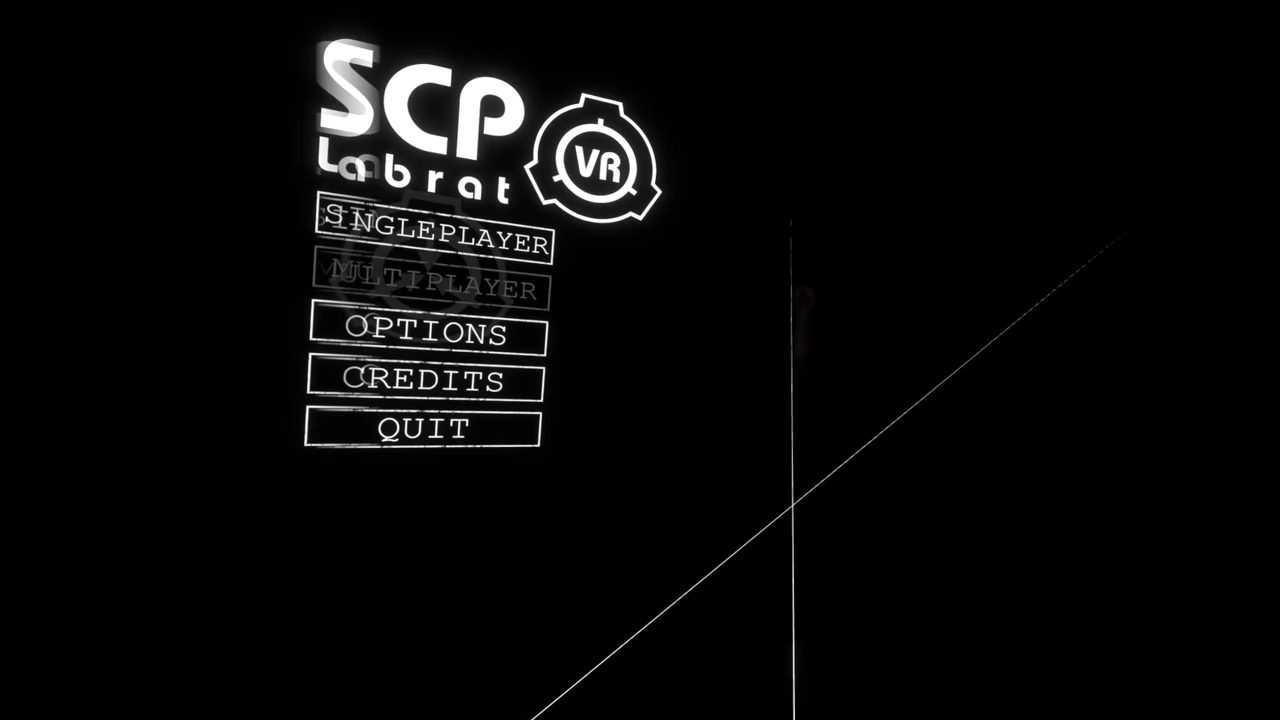 SCP
Labrat
VR
SINGLEPLAYER
MULTIPLAYER
OPTIONS
CREDITS
QUIT